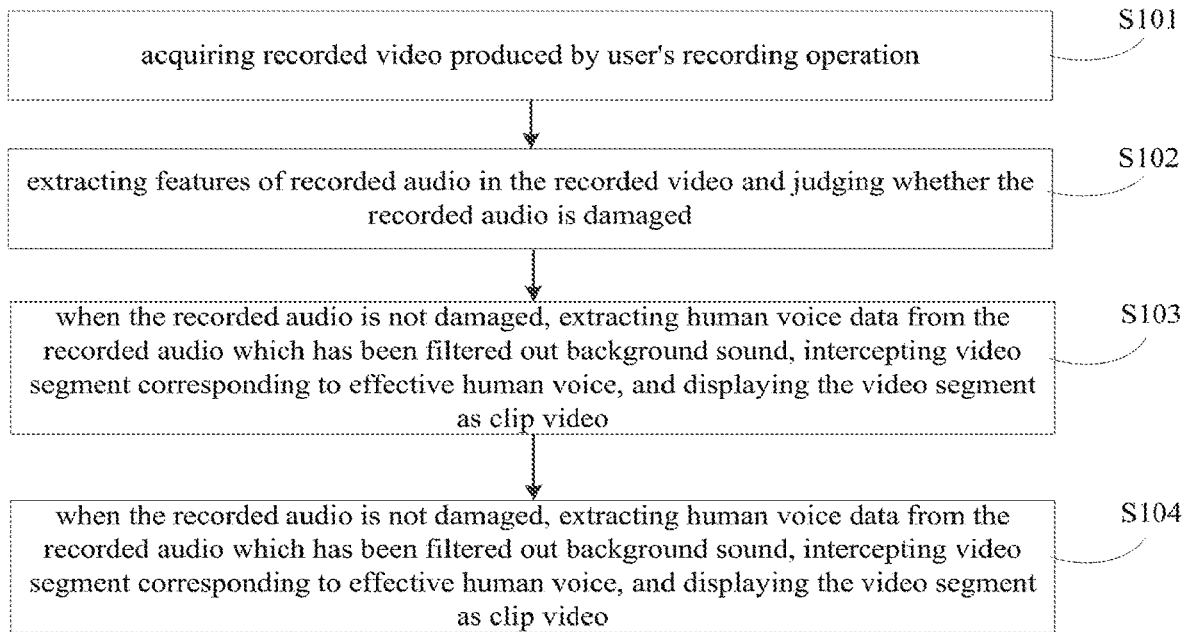 S101
acquiring recorded video produced by user's recording operation
S102
extracting features of recorded audio in the recorded video and judging whether the
recorded audio is damaged
S103
when the recorded audio is not damaged, extracting human voice data from the
recorded audio which has been filtered out background sound, intercepting video
segment corresponding to effective human voice, and displaying the video segment
as clip video
S104
when the recorded audio is not damaged, extracting human voice data from the
recorded audio which has been filtered out background sound, intercepting video
segment corresponding to effective human voice, and displaying the video segment
as clip video